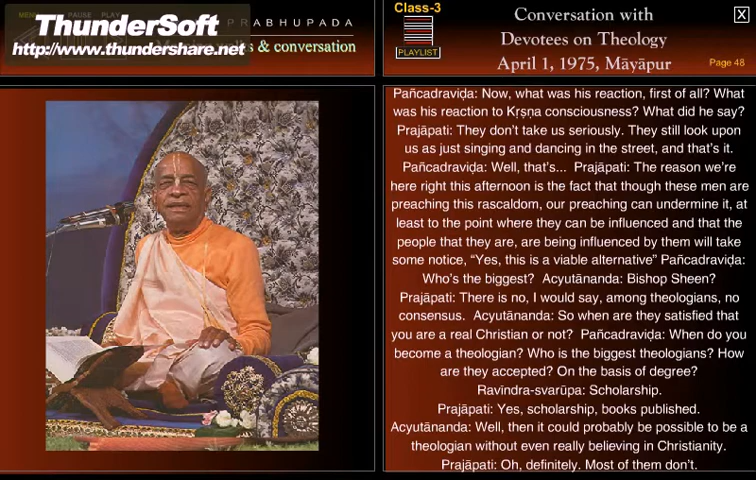 MENU PAUSE PLAY
ThunderSoft
PRABHUPADA
http://www.thundershare.net
& conversation
Class-3
PLAYLIST
Conversation with
Devotees on Theology
April 1, 1975, Māyāpur
X
Page 48
Pañcadraviḍa: Now, what was his reaction, first of all? What
was his reaction to Kṛṣṇa consciousness? What did he say?
Prajāpati: They don't take us seriously. They still look upon
us as just singing and dancing in the street, and that's it.
Pañcadraviḍa: Well, that's... Prajāpati: The reason we're
here right this afternoon is the fact that though these men are
preaching this rascaldom, our preaching can undermine it, at
least to the point where they can be influenced and that the
people that they are, are being influenced by them will take
some notice, “Yes, this is a viable alternative” Pañcadraviḍa:
Who's the biggest? Acyutānanda: Bishop Sheen?
Prajāpati: There is no, I would say, among theologians, no
consensus. Acyutānanda: So when are they satisfied that
you are a real Christian or not? Pañcadraviḍa: When do you
become a theologian? Who is the biggest theologians? How
are they accepted? On the basis of degree?
Ravīndra-svarūpa: Scholarship.
Prajāpati: Yes, scholarship, books published.
Acyutānanda: Well, then it could probably be possible to be a
theologian without even really believing in Christianity.
Prajāpati: Oh, definitely. Most of them don't.